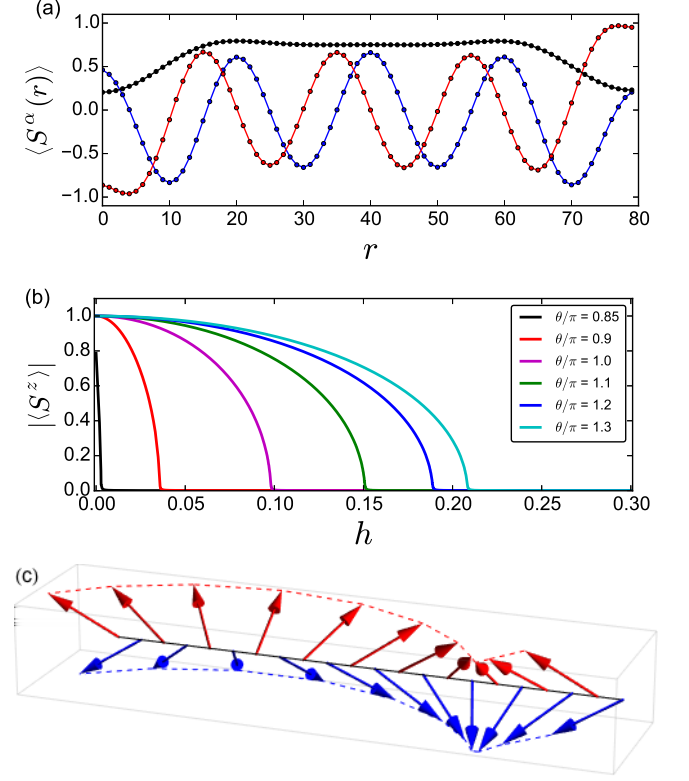 (a)
1.0
0.5
0.0
−0.5
−1.0
⟨S^α(r)⟩
0 10 20 30 40 50 60 70 80
r
(b)
1.0
0.8
0.6
0.4
0.2
0.0
|⟨S^z⟩|
θ/π = 0.85
θ/π = 0.9
θ/π = 1.0
θ/π = 1.1
θ/π = 1.2
θ/π = 1.3
0.00 0.05 0.10 0.15 0.20 0.25 0.30
h
(c)